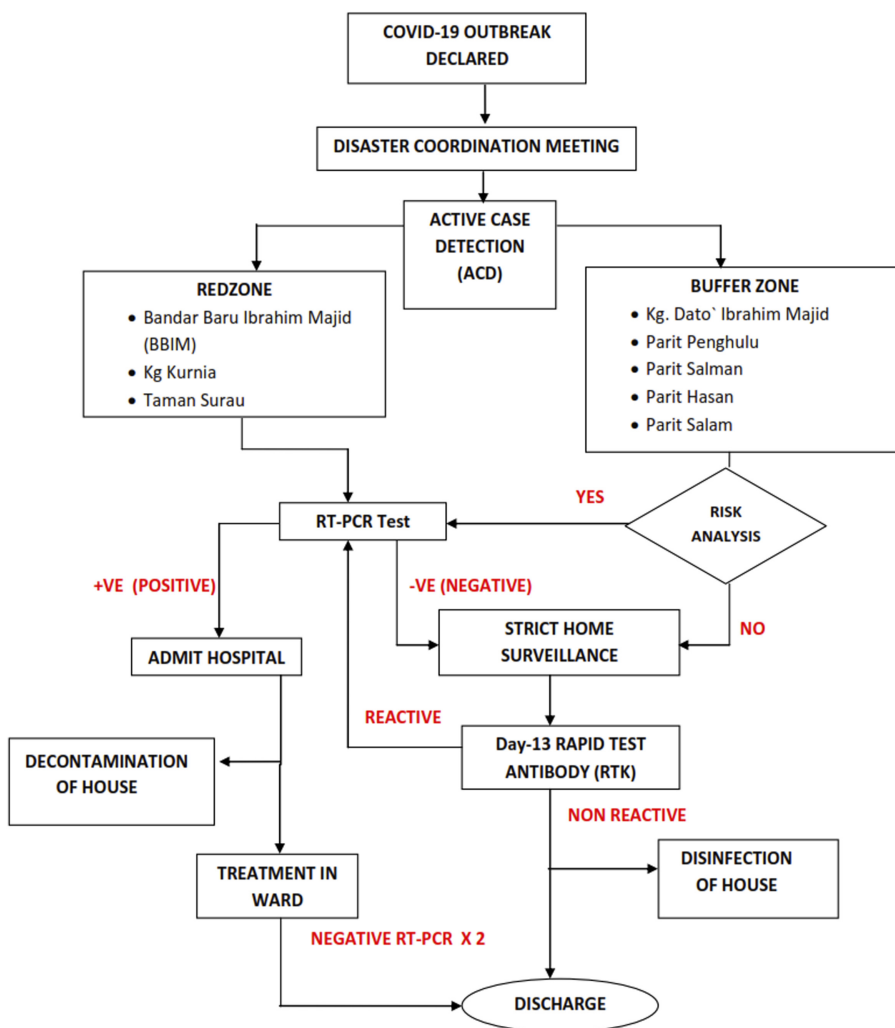 COVID-19 OUTBREAK
DECLARED
DISASTER COORDINATION MEETING
ACTIVE CASE
DETECTION
(ACD)
REDZONE
• Bandar Baru Ibrahim Majid
(BBIM)
• Kg Kurnia
• Taman Surau
BUFFER ZONE
• Kg. Dato` Ibrahim Majid
• Parit Penghulu
• Parit Salman
• Parit Hasan
• Parit Salam
YES
RISK
ANALYSIS
RT-PCR Test
+VE (POSITIVE)
-VE (NEGATIVE)
NO
STRICT HOME
SURVEILLANCE
ADMIT HOSPITAL
REACTIVE
Day-13 RAPID TEST
ANTIBODY (RTK)
DECONTAMINATION
OF HOUSE
NON REACTIVE
DISINFECTION
OF HOUSE
TREATMENT IN
WARD
NEGATIVE RT-PCR X 2
DISCHARGE